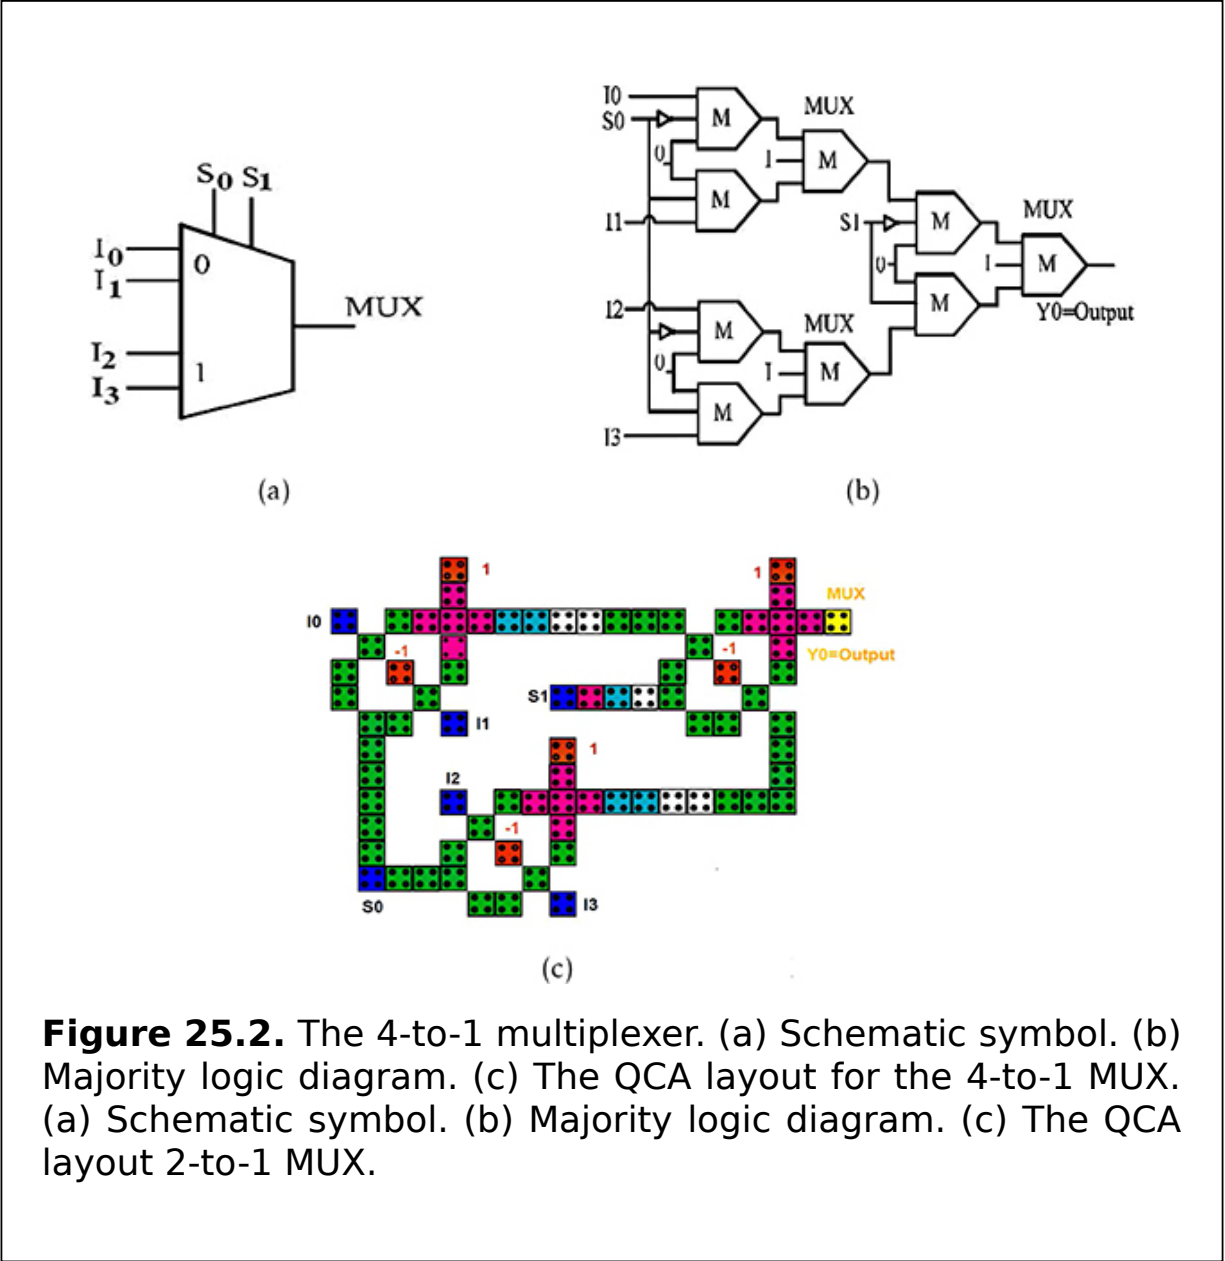 S0 S1
I0
I1
0
I2
1
I3
MUX
(a)
I0
S0
M
MUX
0
I
M
M
I1
S1
M
MUX
0
I
M
M
Y0=Output
I2
M
MUX
0
I
M
M
I3
(b)
1
1
I0
MUX
-1
-1
Y0=Output
S1
I1
1
I2
-1
S0
I3
(c)
Figure 25.2. The 4-to-1 multiplexer. (a) Schematic symbol. (b)
Majority logic diagram. (c) The QCA layout for the 4-to-1 MUX.
(a) Schematic symbol. (b) Majority logic diagram. (c) The QCA
layout 2-to-1 MUX.